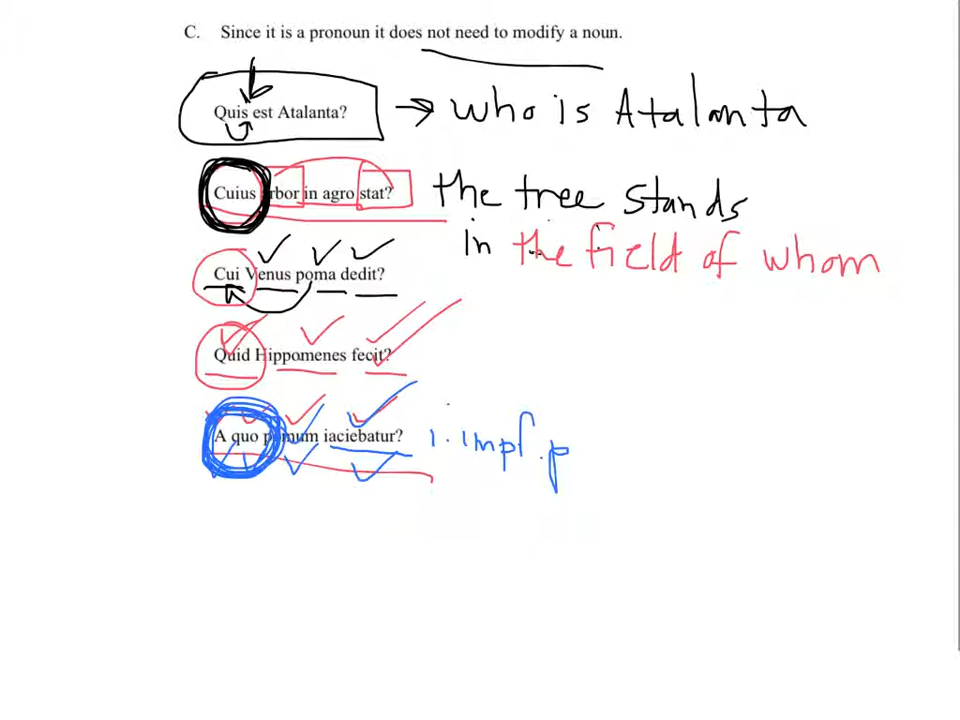 C. Since it is a pronoun it does not need to modify a noun.
Quis est Atalanta? → who is Atalanta
Cuius arbor in agro stat? the tree stands
in the field of whom
Cui Venus poma dedit?
Quid Hippomenes fecit?
A quo pomum iaciebatur? 1. impf. p